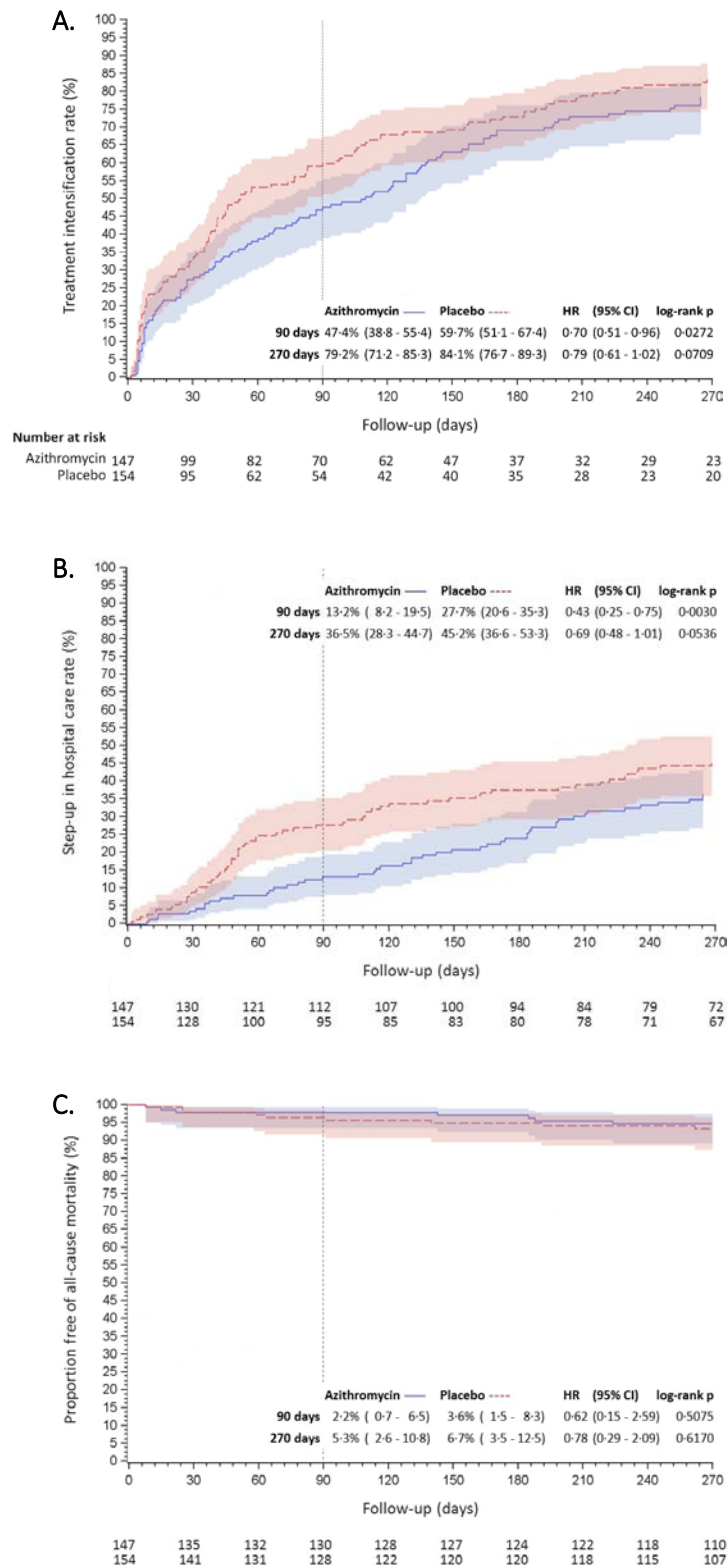 A.
Treatment intensification rate (%)
100
95
90
85
80
75
70
65
60
55
50
45
40
35
30
25
20
15
10
5
0
Azithromycin Placebo HR (95% CI) log-rank p
90 days 47·4% (38·8 - 55·4) 59·7% (51·1 - 67·4) 0·70 (0·51 - 0·96) 0·0272
270 days 79·2% (71·2 - 85·3) 84·1% (76·7 - 89·3) 0·79 (0·61 - 1·02) 0·0709
0 30 60 90 120 150 180 210 240 270
Follow-up (days)
Number at risk
Azithromycin 147 99 82 70 62 47 37 32 29 23
Placebo 154 95 62 54 42 40 35 28 23 20
B.
Step-up in hospital care rate (%)
100
95
90
85
80
75
70
65
60
55
50
45
40
35
30
25
20
15
10
5
0
Azithromycin Placebo HR (95% CI) log-rank p
90 days 13·2% ( 8·2 - 19·5) 27·7% (20·6 - 35·3) 0·43 (0·25 - 0·75) 0·0030
270 days 36·5% (28·3 - 44·7) 45·2% (36·6 - 53·3) 0·69 (0·48 - 1·01) 0·0536
0 30 60 90 120 150 180 210 240 270
Follow-up (days)
147 130 121 112 107 100 94 84 79 72
154 128 100 95 85 83 80 78 71 67
C.
Proportion free of all-cause mortality (%)
100
95
90
85
80
75
70
65
60
55
50
45
40
35
30
25
20
15
10
5
0
Azithromycin Placebo HR (95% CI) log-rank p
90 days 2·2% ( 0·7 - 6·5) 3·6% ( 1·5 - 8·3) 0·62 (0·15 - 2·59) 0·5075
270 days 5·3% ( 2·6 - 10·8) 6·7% ( 3·5 - 12·5) 0·78 (0·29 - 2·09) 0·6170
0 30 60 90 120 150 180 210 240 270
Follow-up (days)
147 135 132 130 128 127 124 122 118 110
154 141 131 128 122 120 120 118 115 107